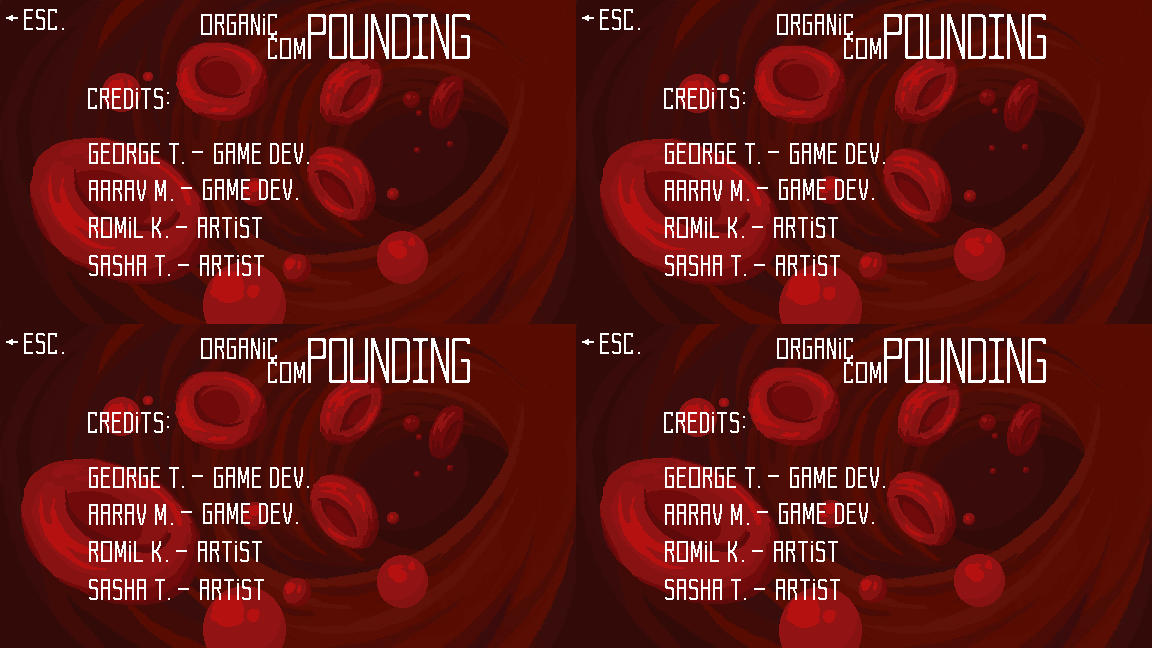 ← ESC.
ORGANiC
COMPOUNDING
CREDiTS:
GEORGE T. – GAME DEV.
AARAV M. – GAME DEV.
ROMiL K. – ARTiST
SASHA T. – ARTiST
← ESC.
ORGANiC
COMPOUNDING
CREDiTS:
GEORGE T. – GAME DEV.
AARAV M. – GAME DEV.
ROMiL K. – ARTiST
SASHA T. – ARTiST
← ESC.
ORGANiC
COMPOUNDING
CREDiTS:
GEORGE T. – GAME DEV.
AARAV M. – GAME DEV.
ROMiL K. – ARTiST
SASHA T. – ARTiST
← ESC.
ORGANiC
COMPOUNDING
CREDiTS:
GEORGE T. – GAME DEV.
AARAV M. – GAME DEV.
ROMiL K. – ARTiST
SASHA T. – ARTiST